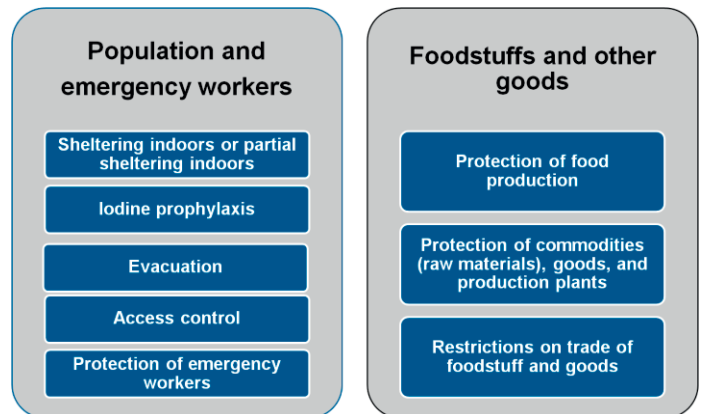 Population and
emergency workers
Sheltering indoors or partial
sheltering indoors
Iodine prophylaxis
Evacuation
Access control
Protection of emergency
workers
Foodstuffs and other
goods
Protection of food
production
Protection of commodities
(raw materials), goods, and
production plants
Restrictions on trade of
foodstuff and goods